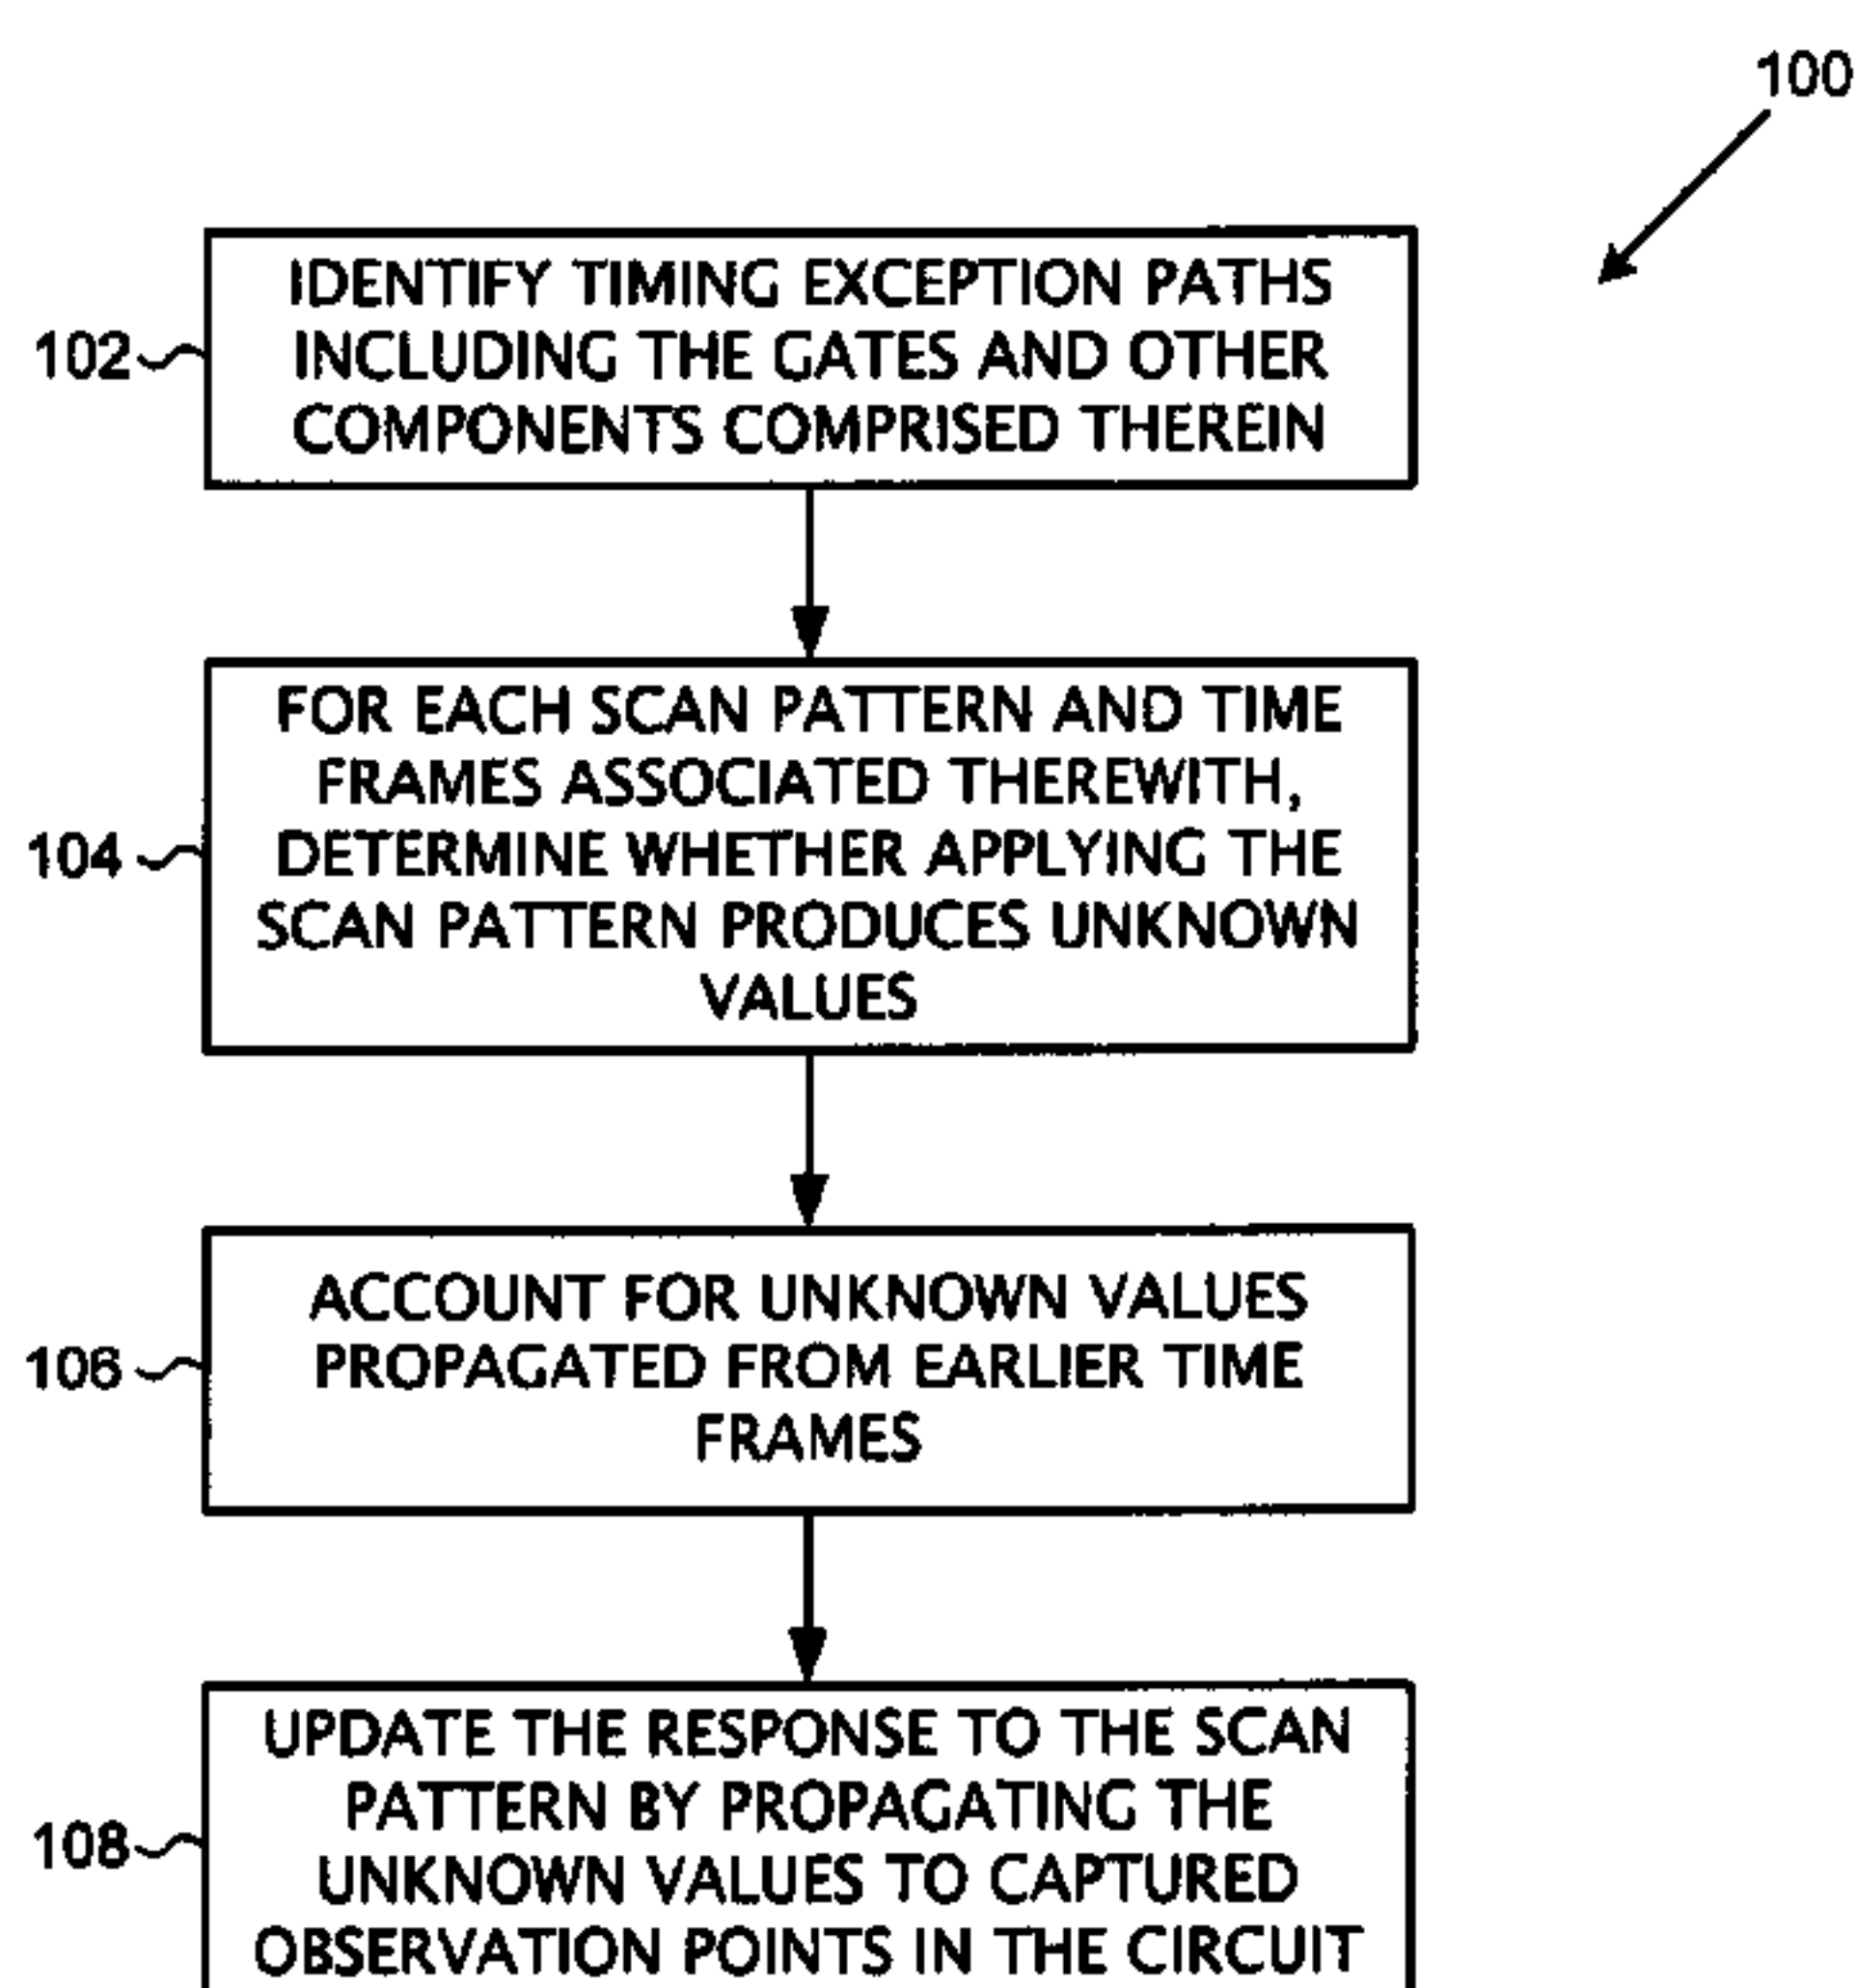 100
IDENTIFY TIMING EXCEPTION PATHS
INCLUDING THE GATES AND OTHER
COMPONENTS COMPRISED THEREIN
102
FOR EACH SCAN PATTERN AND TIME
FRAMES ASSOCIATED THEREWITH,
DETERMINE WHETHER APPLYING THE
SCAN PATTERN PRODUCES UNKNOWN
VALUES
104
ACCOUNT FOR UNKNOWN VALUES
PROPAGATED FROM EARLIER TIME
FRAMES
106
UPDATE THE RESPONSE TO THE SCAN
PATTERN BY PROPAGATING THE
UNKNOWN VALUES TO CAPTURED
OBSERVATION POINTS IN THE CIRCUIT
108